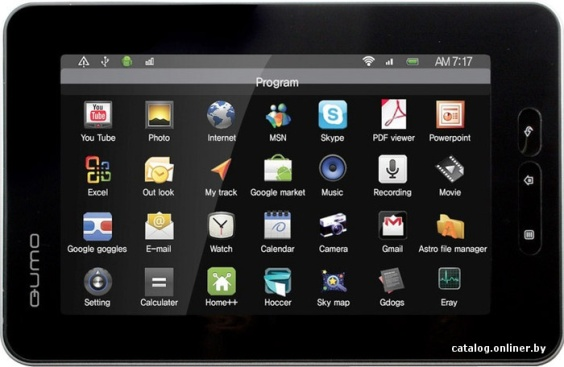 AM 7:17
Program
You Tube Photo Internet MSN Skype PDF viewer Powerpoint
Excel Out look My track Google market Music Recording Movie
Google goggles E-mail Watch Calendar Camera Gmail Astro file manager
Setting Calculater Home++ Hoccer Sky map Gdogs Eray
QUMO
catalog.onliner.by